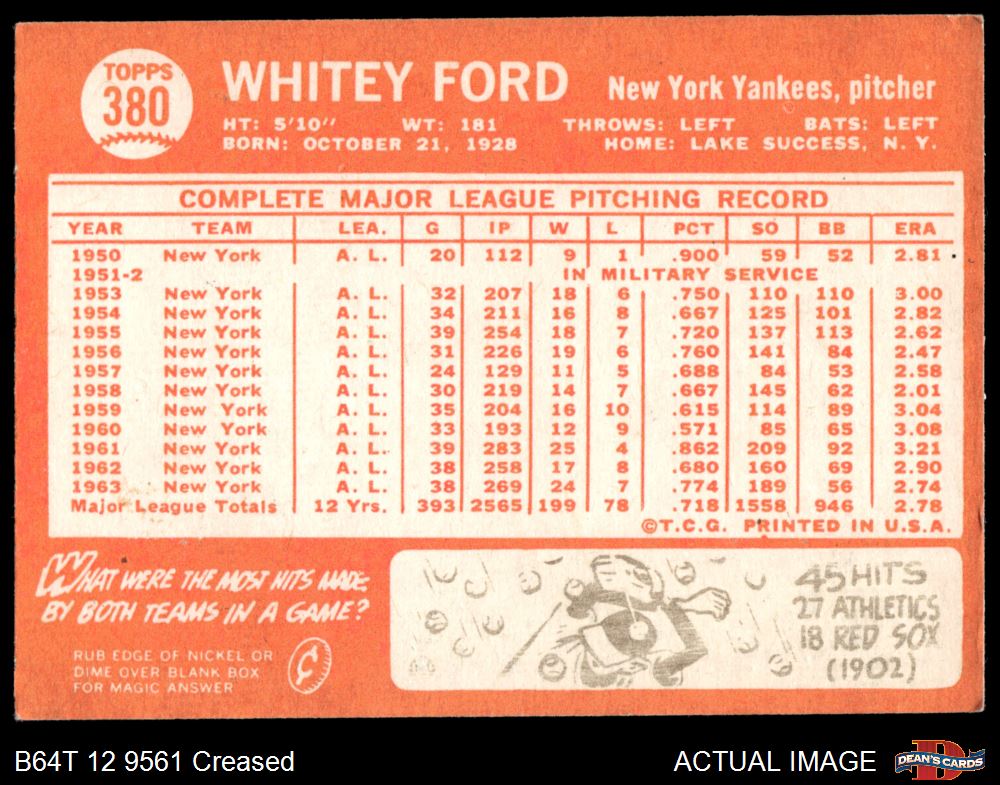 TOPPS
380
WHITEY FORD
New York Yankees, pitcher
HT: 5'10" WT: 181 THROWS: LEFT BATS: LEFT
BORN: OCTOBER 21, 1928 HOME: LAKE SUCCESS, N. Y.
COMPLETE MAJOR LEAGUE PITCHING RECORD
YEAR TEAM LEA. G IP W L PCT SO BB ERA
1950 New York A. L. 20 112 9 1 .900 59 52 2.81
1951-2 IN MILITARY SERVICE
1953 New York A. L. 32 207 18 6 .750 110 110 3.00
1954 New York A. L. 34 211 16 8 .667 125 101 2.82
1955 New York A. L. 39 254 18 7 .720 137 113 2.62
1956 New York A. L. 31 226 19 6 .760 141 84 2.47
1957 New York A. L. 24 129 11 5 .688 84 53 2.58
1958 New York A. L. 30 219 14 7 .667 145 62 2.01
1959 New York A. L. 35 204 16 10 .615 114 89 3.04
1960 New York A. L. 33 193 12 9 .571 85 65 3.08
1961 New York A. L. 39 283 25 4 .862 209 92 3.21
1962 New York A. L. 38 258 17 8 .680 160 69 2.90
1963 New York A. L. 38 269 24 7 .774 189 56 2.74
Major League Totals 12 Yrs. 393 2565 199 78 .718 1558 946 2.78
©T.C.G. PRINTED IN U.S.A.
WHAT WERE THE MOST HITS MADE
BY BOTH TEAMS IN A GAME?
RUB EDGE OF NICKEL OR
DIME OVER BLANK BOX
FOR MAGIC ANSWER
¢
45 HITS
27 ATHLETICS
18 RED SOX
(1902)
B64T 12 9561 Creased
ACTUAL IMAGE
DEAN'S CARDS